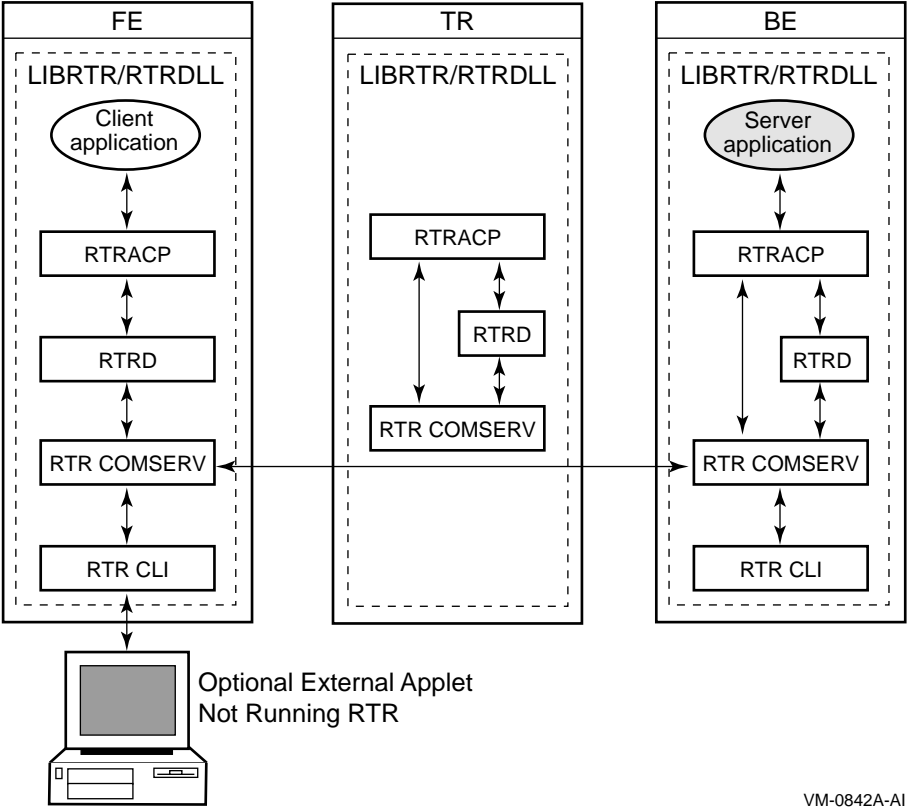 FE
TR
BE
LIBRTR/RTRDLL
LIBRTR/RTRDLL
LIBRTR/RTRDLL
Client
application
Server
application
RTRACP
RTRACP
RTRACP
RTRD
RTRD
RTRD
RTR COMSERV
RTR COMSERV
RTR COMSERV
RTR CLI
RTR CLI
Optional External Applet
Not Running RTR
VM-0842A-AI